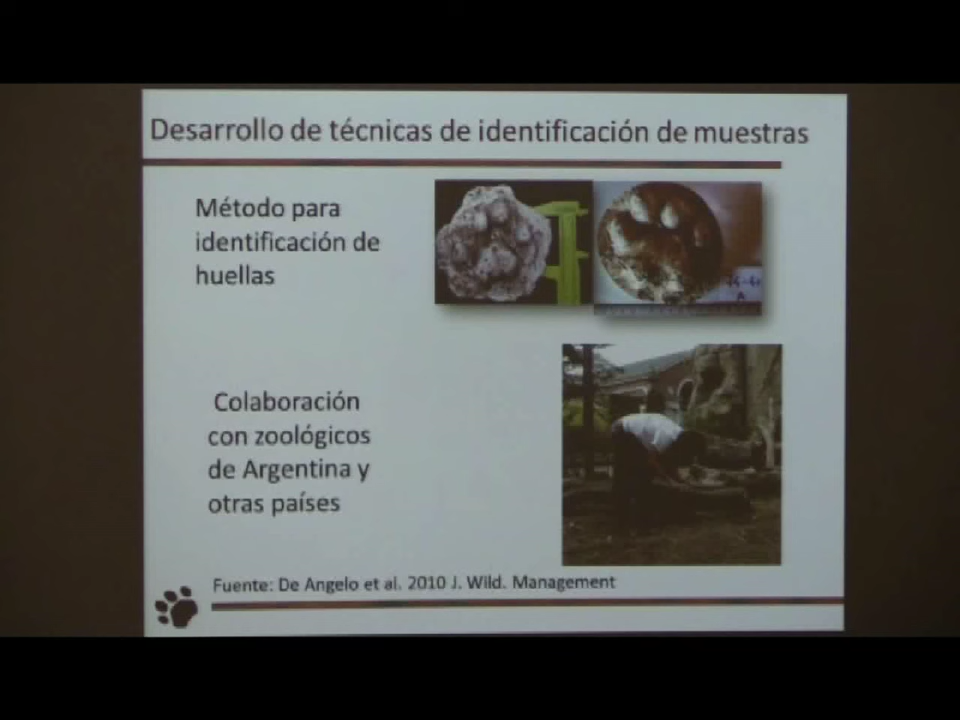 Desarrollo de técnicas de identificación de muestras
Método para
identificación de
huellas
Colaboración
con zoológicos
de Argentina y
otras países
Fuente: De Angelo et al. 2010 J. Wild. Management